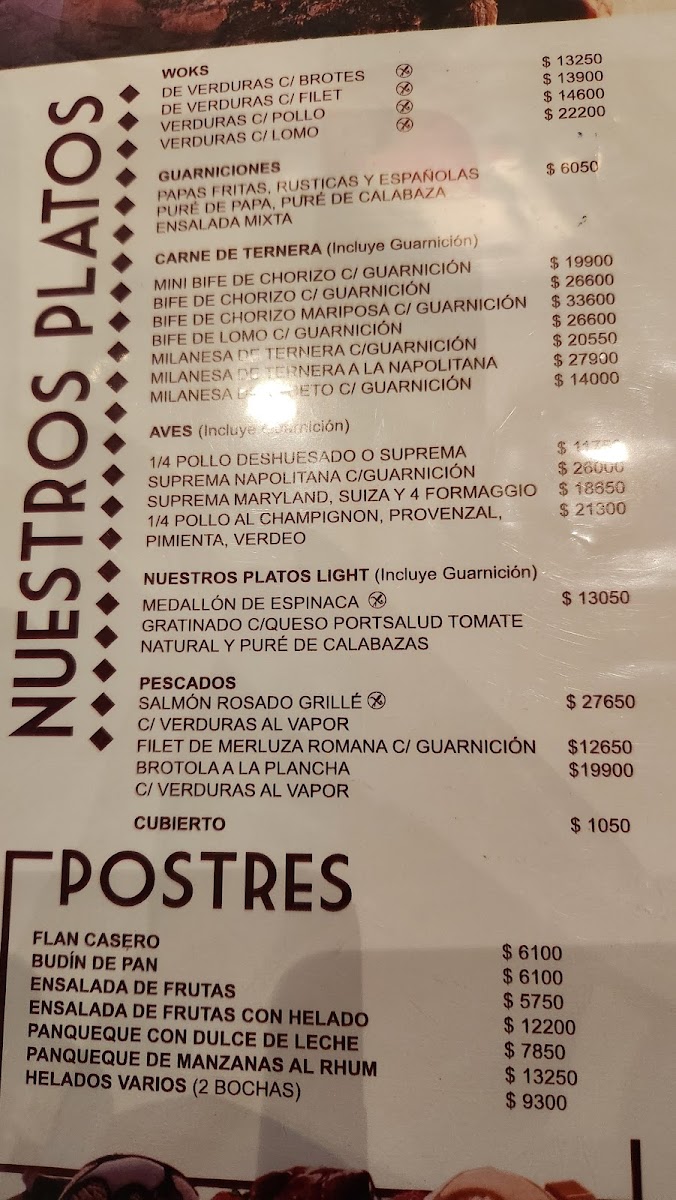 NUESTROS PLATOS
WOKS
DE VERDURAS C/ BROTES $ 13250
DE VERDURAS C/ FILET $ 13900
VERDURAS C/ POLLO $ 14600
VERDURAS C/ LOMO $ 22200
GUARNICIONES
PAPAS FRITAS, RUSTICAS Y ESPAÑOLAS $ 6050
PURÉ DE PAPA, PURÉ DE CALABAZA
ENSALADA MIXTA
CARNE DE TERNERA (Incluye Guarnición)
MINI BIFE DE CHORIZO C/ GUARNICIÓN $ 19900
BIFE DE CHORIZO C/ GUARNICIÓN $ 26600
BIFE DE CHORIZO MARIPOSA C/ GUARNICIÓN $ 33600
BIFE DE LOMO C/ GUARNICIÓN $ 26600
MILANESA DE TERNERA C/GUARNICIÓN $ 20550
MILANESA DE TERNERA A LA NAPOLITANA $ 27900
MILANESA C/ GUARNICIÓN $ 14000
AVES (Incluye Guarnición)
1/4 POLLO DESHUESADO O SUPREMA $
SUPREMA NAPOLITANA C/GUARNICIÓN $ 26000
SUPREMA MARYLAND, SUIZA Y 4 FORMAGGIO $ 18650
1/4 POLLO AL CHAMPIGNON, PROVENZAL, $ 21300
PIMIENTA, VERDEO
NUESTROS PLATOS LIGHT (Incluye Guarnición)
MEDALLÓN DE ESPINACA $ 13050
GRATINADO C/QUESO PORTSALUD TOMATE
NATURAL Y PURÉ DE CALABAZAS
PESCADOS
SALMÓN ROSADO GRILLÉ $ 27650
C/ VERDURAS AL VAPOR
FILET DE MERLUZA ROMANA C/ GUARNICIÓN $12650
BROTOLA A LA PLANCHA $19900
C/ VERDURAS AL VAPOR
CUBIERTO $ 1050
POSTRES
FLAN CASERO $ 6100
BUDÍN DE PAN $ 6100
ENSALADA DE FRUTAS $ 5750
ENSALADA DE FRUTAS CON HELADO $ 12200
PANQUEQUE CON DULCE DE LECHE $ 7850
PANQUEQUE DE MANZANAS AL RHUM $ 13250
HELADOS VARIOS (2 BOCHAS) $ 9300